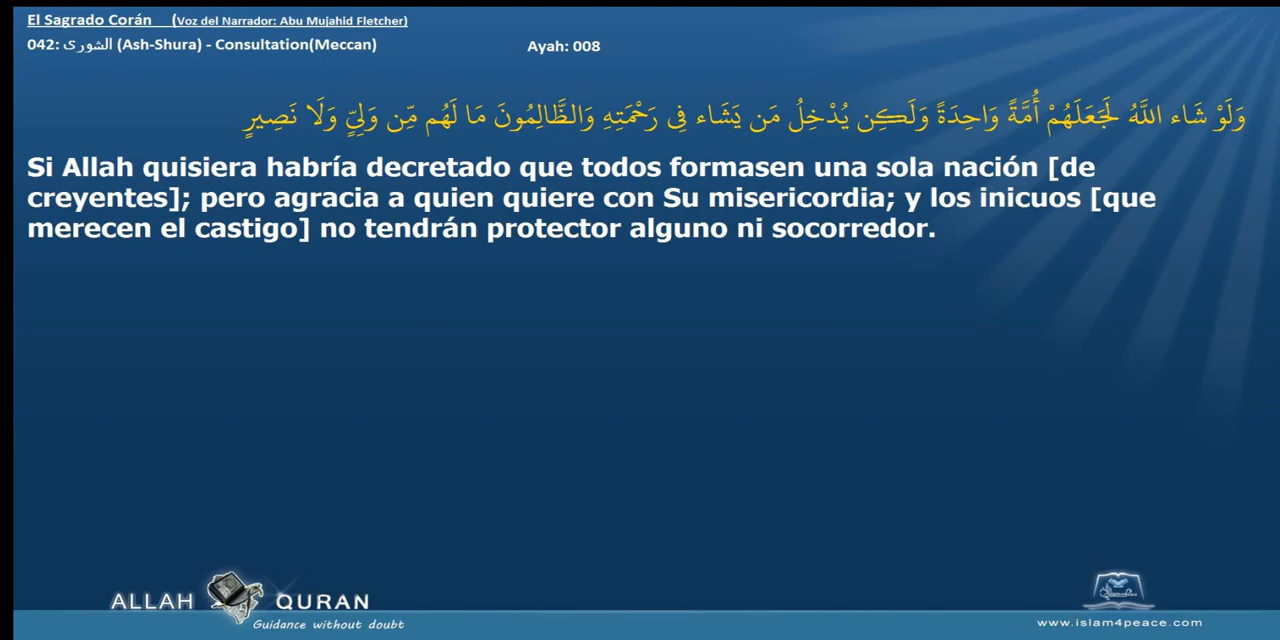 El Sagrado Corán (Voz del Narrador: Abu Mujahid Fletcher)
042: الشورى (Ash-Shura) - Consultation(Meccan) Ayah: 008
وَلَوْ شَاء اللَّهُ لَجَعَلَهُمْ أُمَّةً وَاحِدَةً وَلَكِن يُدْخِلُ مَن يَشَاء فِي رَحْمَتِهِ وَالظَّالِمُونَ مَا لَهُم مِّن وَلِيٍّ وَلَا نَصِيرٍ
Si Allah quisiera habría decretado que todos formasen una sola nación [de
creyentes]; pero agracia a quien quiere con Su misericordia; y los inicuos [que
merecen el castigo] no tendrán protector alguno ni socorredor.
ALLAH QURAN
Guidance without doubt
www.islam4peace.com